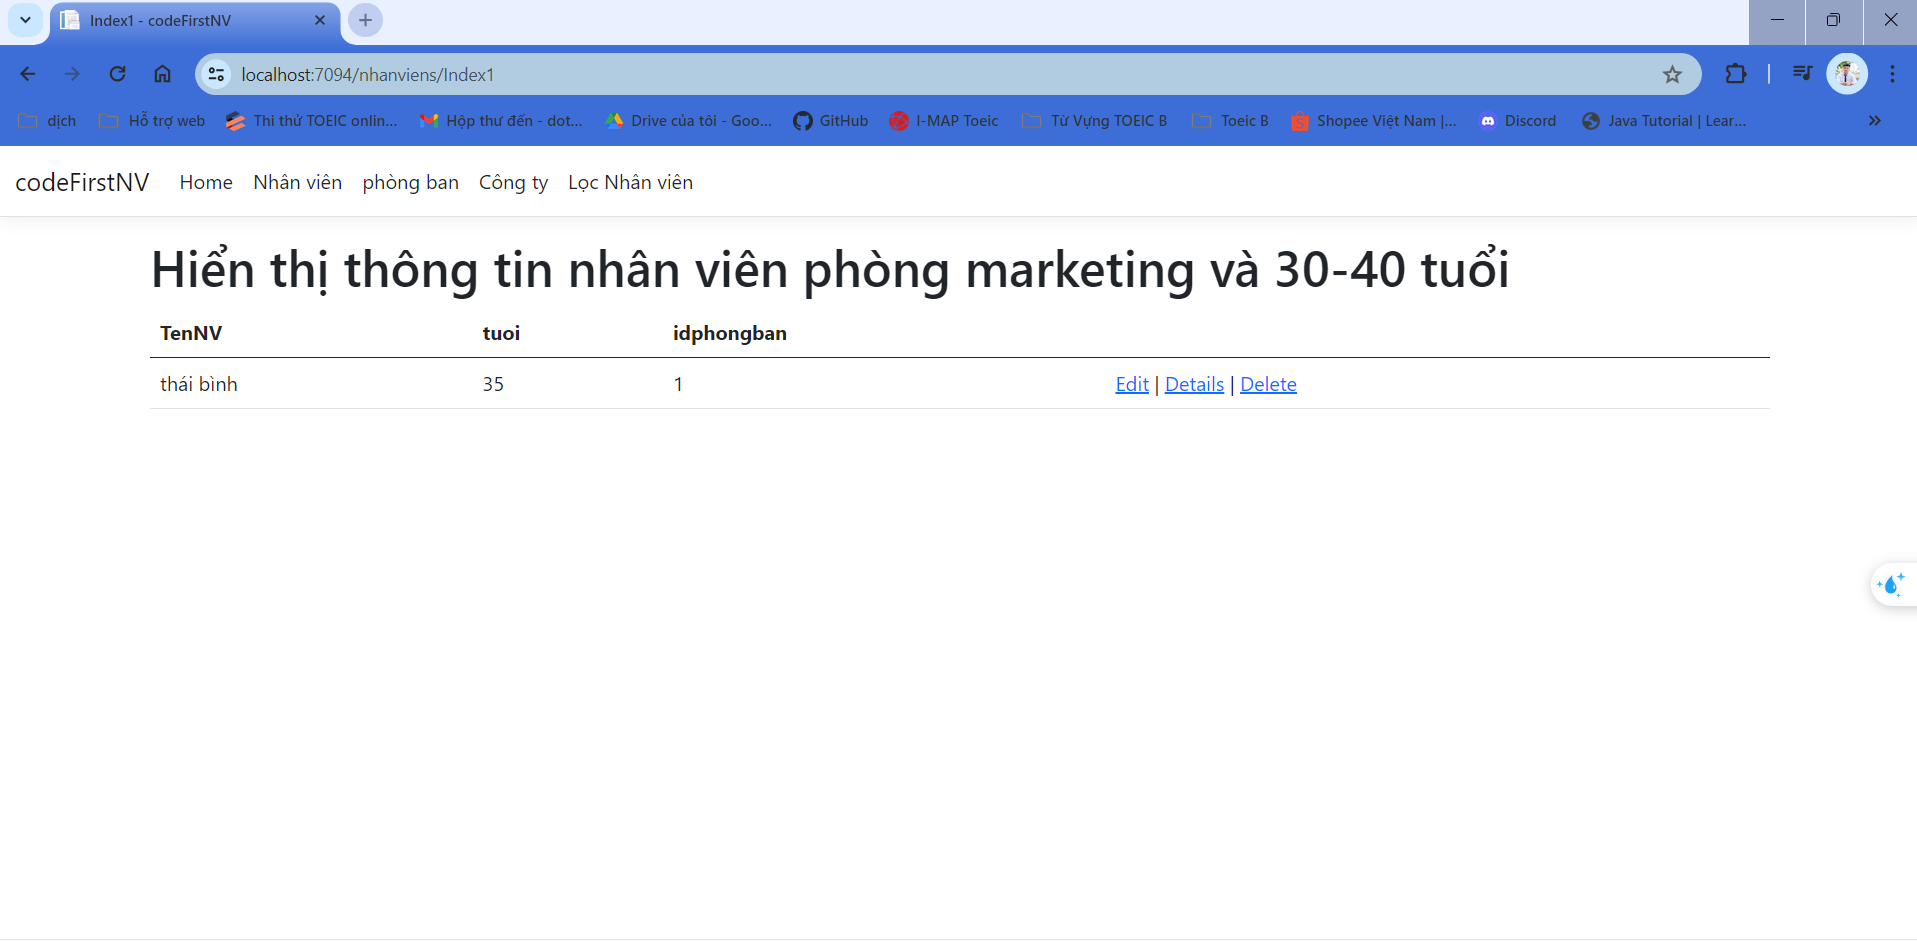 Index1 - codeFirstNV
localhost:7094/nhanviens/Index1
dịch Hỗ trợ web Thi thử TOEIC onlin... Hộp thư đến - dot... Drive của tôi - Goo... GitHub I-MAP Toeic Từ Vựng TOEIC B Toeic B Shopee Việt Nam |... Discord Java Tutorial | Lear...
codeFirstNV Home Nhân viên phòng ban Công ty Lọc Nhân viên
Hiển thị thông tin nhân viên phòng marketing và 30-40 tuổi
TenNV tuoi idphongban
thái bình 35 1 Edit | Details | Delete